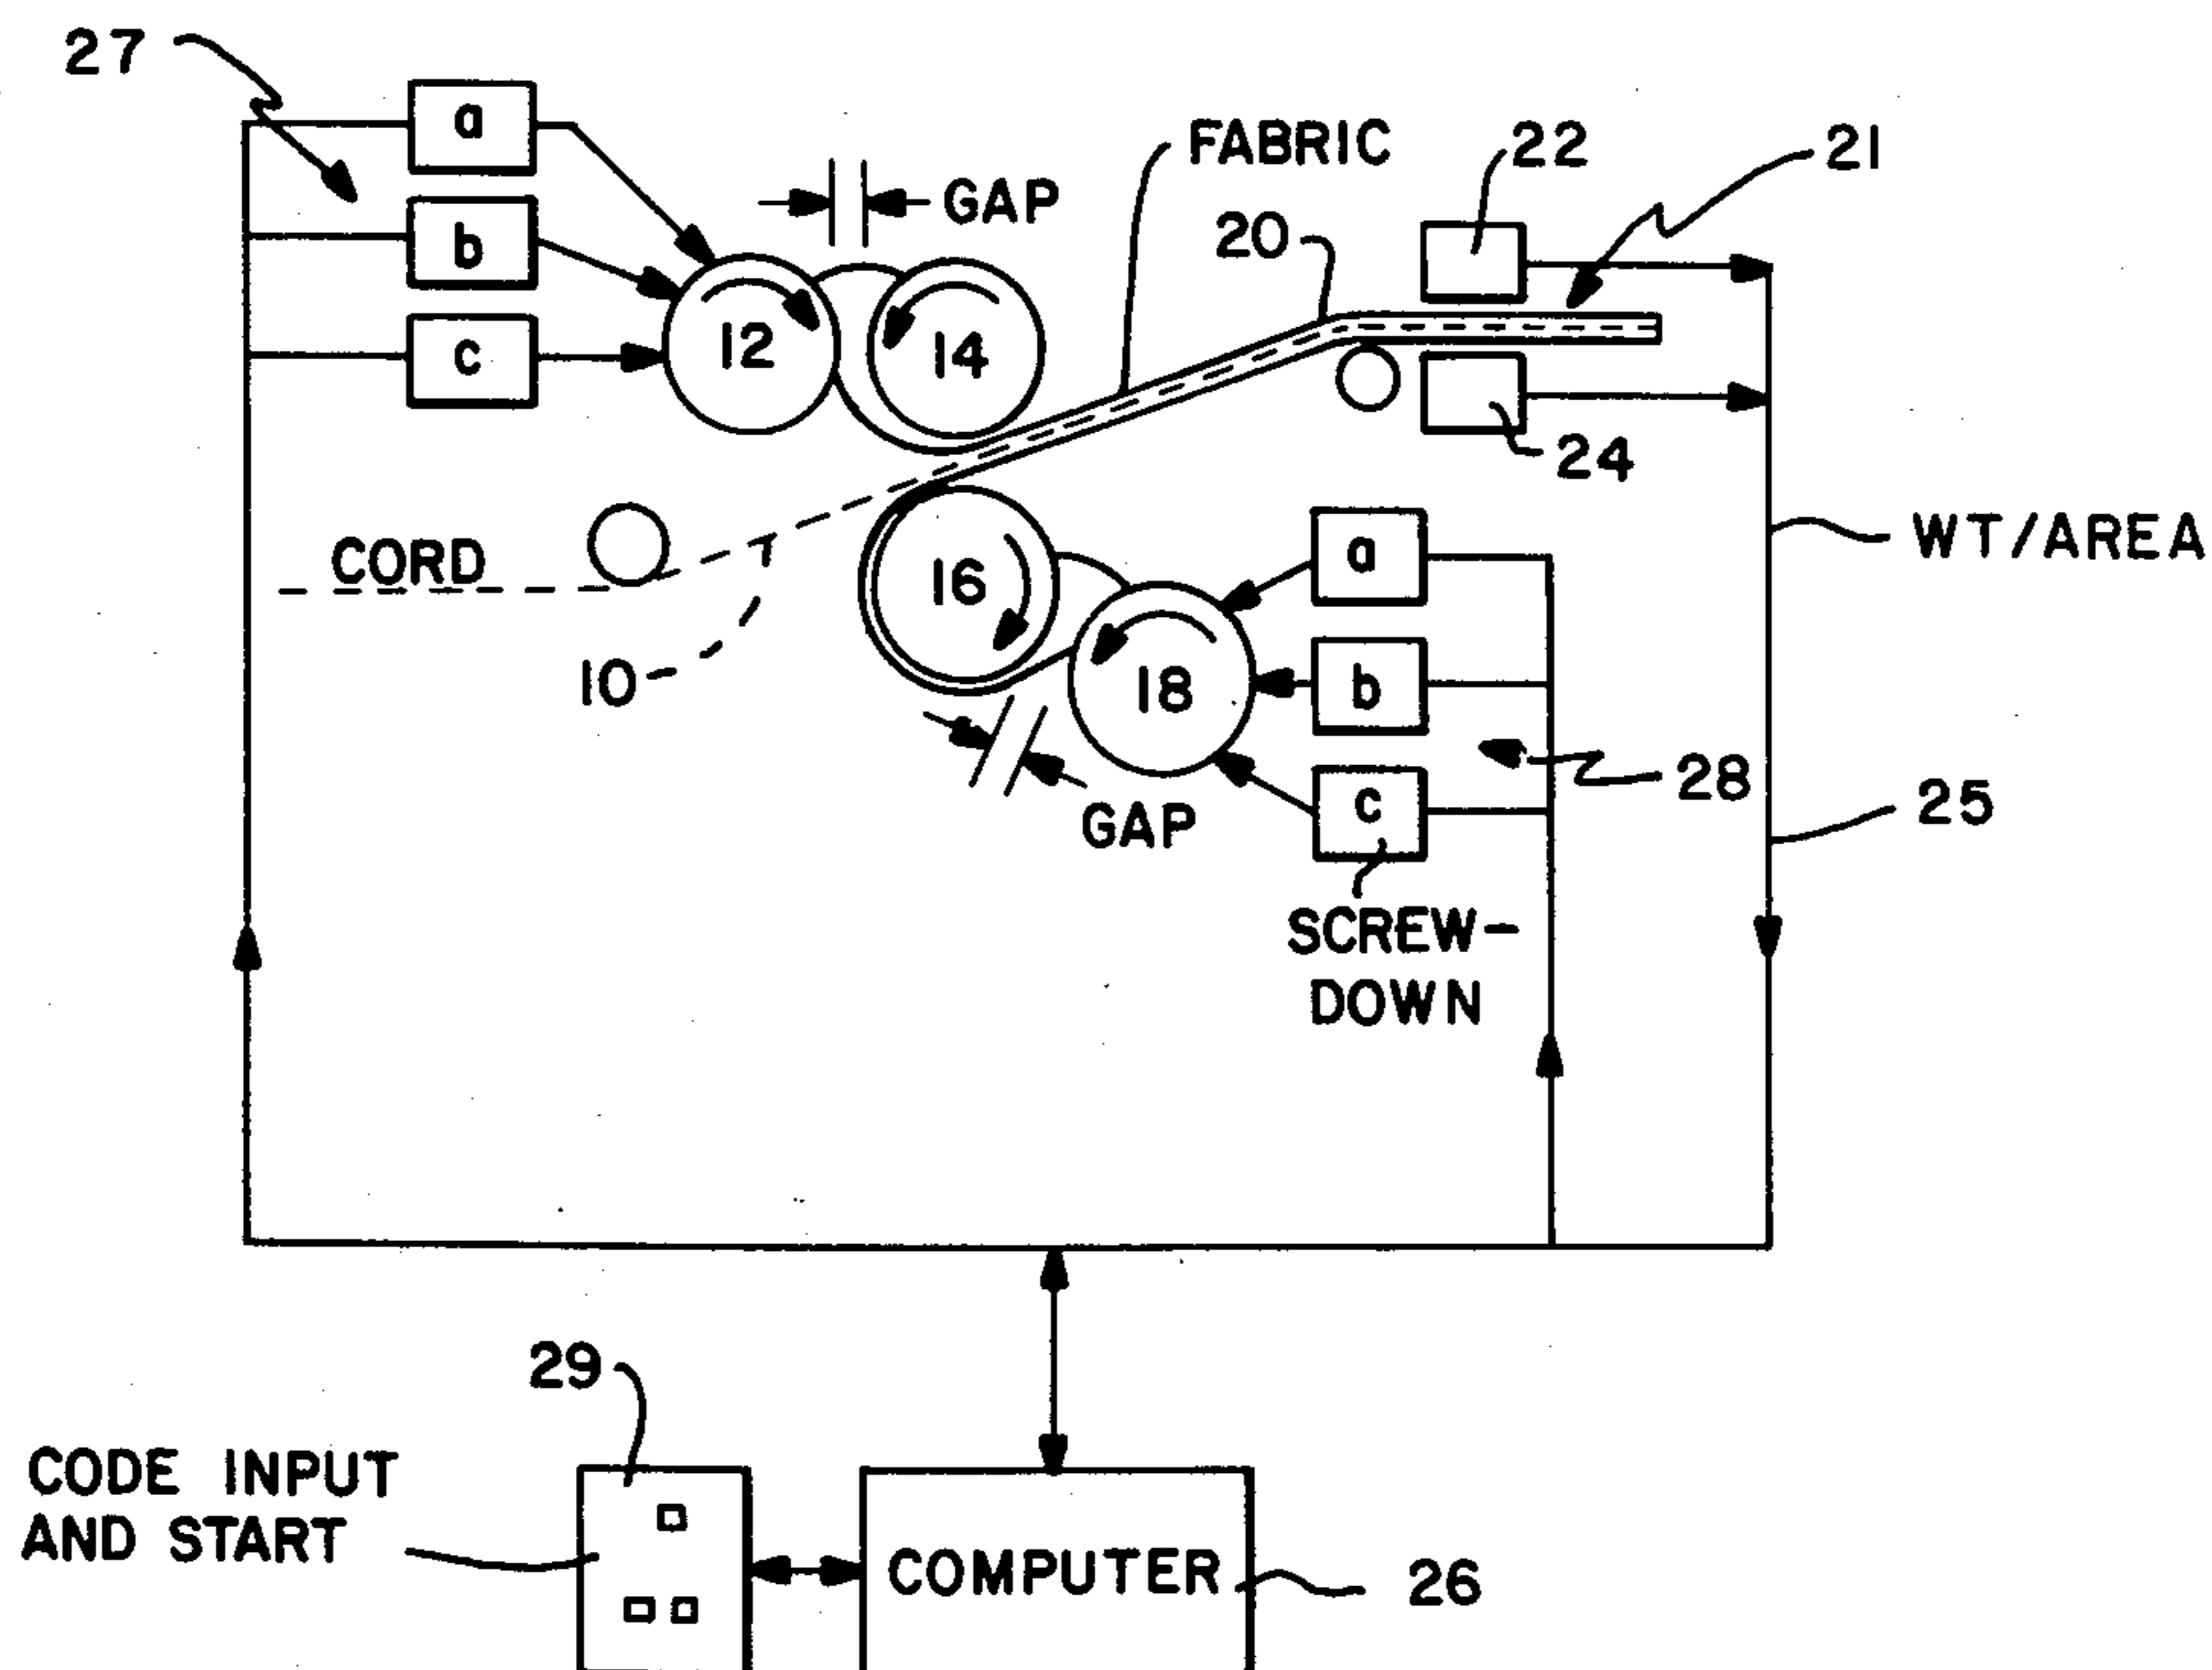 27
a
b
c
GAP
FABRIC
20
22
21
12
14
24
CORD
10
16
18
a
b
c
GAP
28
WT/AREA
25
SCREW-
DOWN
29
CODE INPUT
AND START
COMPUTER
26